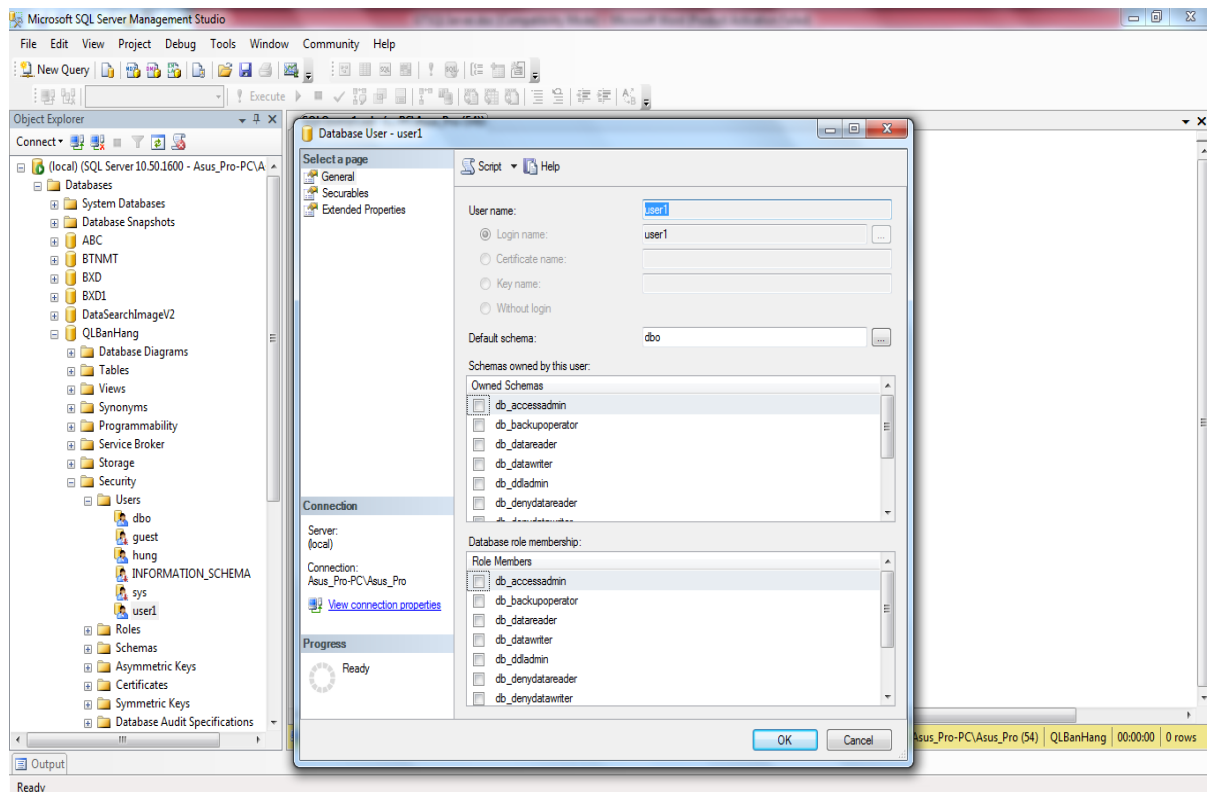 Microsoft SQL Server Management Studio
File Edit View Project Debug Tools Window Community Help
New Query
Execute
Object Explorer
Connect
(local) (SQL Server 10.50.1600 - Asus_Pro-PC\A
Databases
System Databases
Database Snapshots
ABC
BTNMT
BXD
BXD1
DataSearchImageV2
QLBanHang
Database Diagrams
Tables
Views
Synonyms
Programmability
Service Broker
Storage
Security
Users
dbo
guest
hung
INFORMATION_SCHEMA
sys
user1
Roles
Schemas
Asymmetric Keys
Certificates
Symmetric Keys
Database Audit Specifications
Output
Ready
Database User - user1
Select a page
General
Securables
Extended Properties
Connection
Server:
(local)
Connection:
Asus_Pro-PC\Asus_Pro
View connection properties
Progress
Ready
Script Help
User name: user1
Login name: user1 ...
Certificate name:
Key name:
Without login
Default schema: dbo ...
Schemas owned by this user:
Owned Schemas
db_accessadmin
db_backupoperator
db_datareader
db_datawriter
db_ddladmin
db_denydatareader
Database role membership:
Role Members
db_accessadmin
db_backupoperator
db_datareader
db_datawriter
db_ddladmin
db_denydatareader
db_denydatawriter
OK Cancel
Asus_Pro-PC\Asus_Pro (54) QLBanHang 00:00:00 0 rows